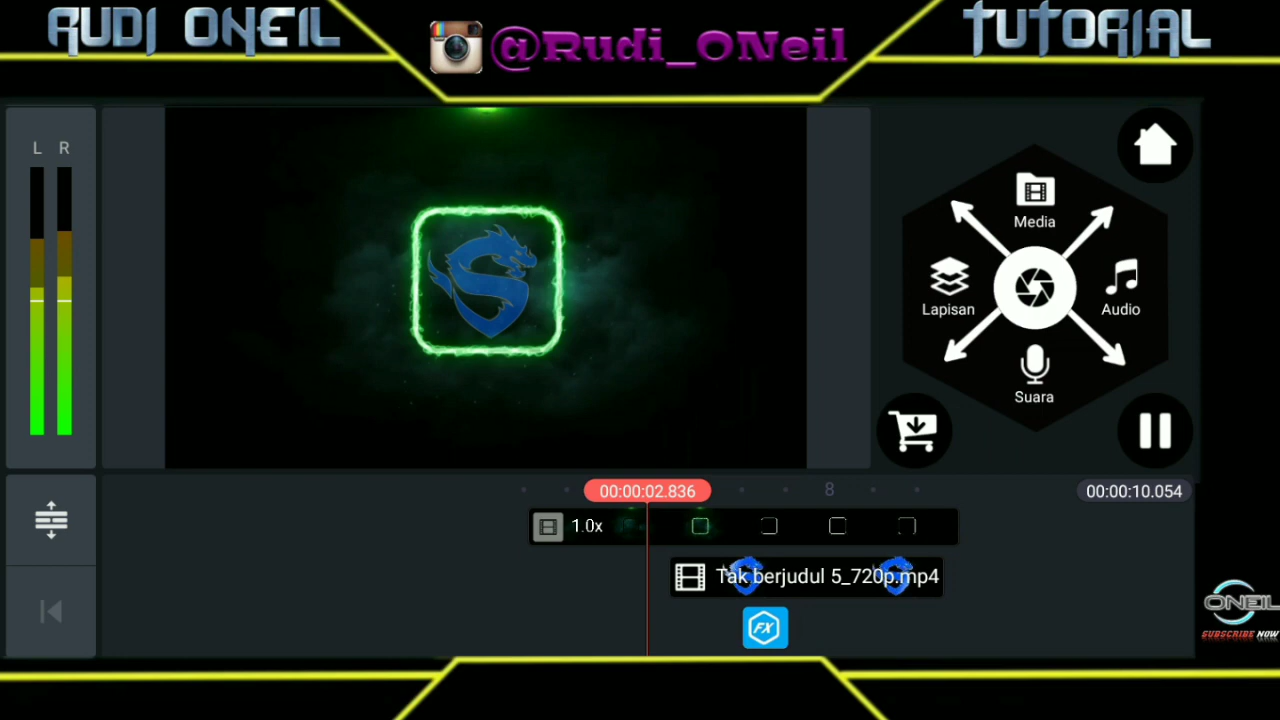 RUDI ONEIL
@Rudi_ONeil
TUTORIAL
L R
Media
Lapisan
Audio
Suara
00:00:02.836
8
00:00:10.054
1.0x
Tak berjudul 5_720p.mp4
FX
ONEIL
SUBSCRIBE NOW